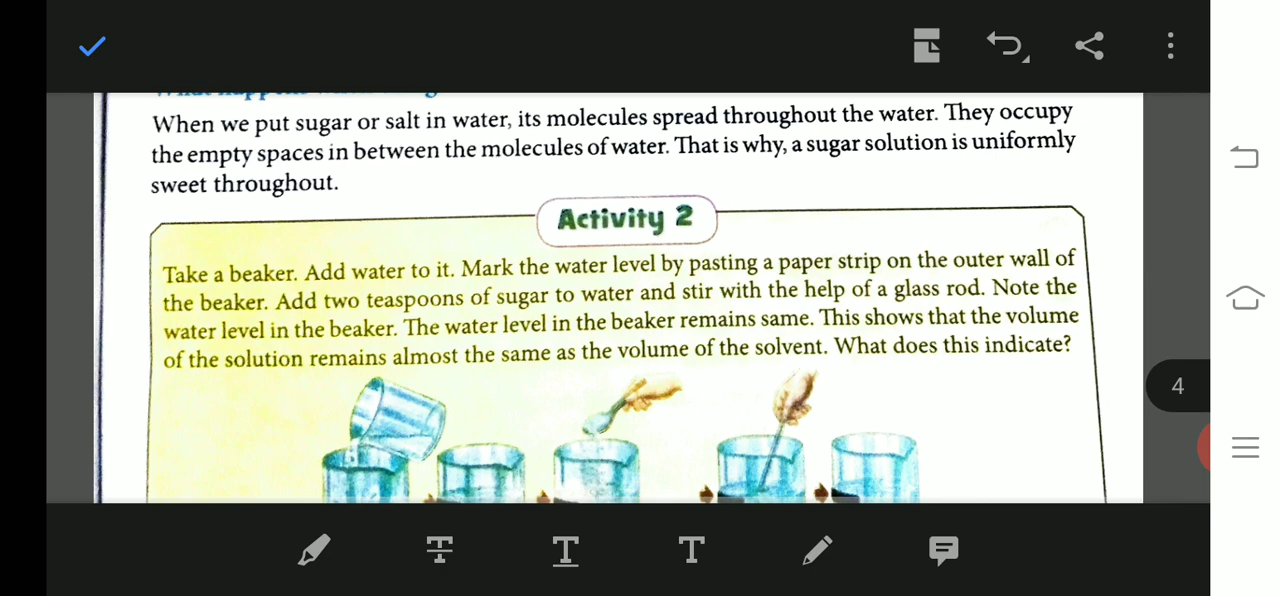 When we put sugar or salt in water, its molecules spread throughout the water. They occupy
the empty spaces in between the molecules of water. That is why, a sugar solution is uniformly
sweet throughout.
Activity 2
Take a beaker. Add water to it. Mark the water level by pasting a paper strip on the outer wall of
the beaker. Add two teaspoons of sugar to water and stir with the help of a glass rod. Note the
water level in the beaker. The water level in the beaker remains same. This shows that the volume
of the solution remains almost the same as the volume of the solvent. What does this indicate?
4